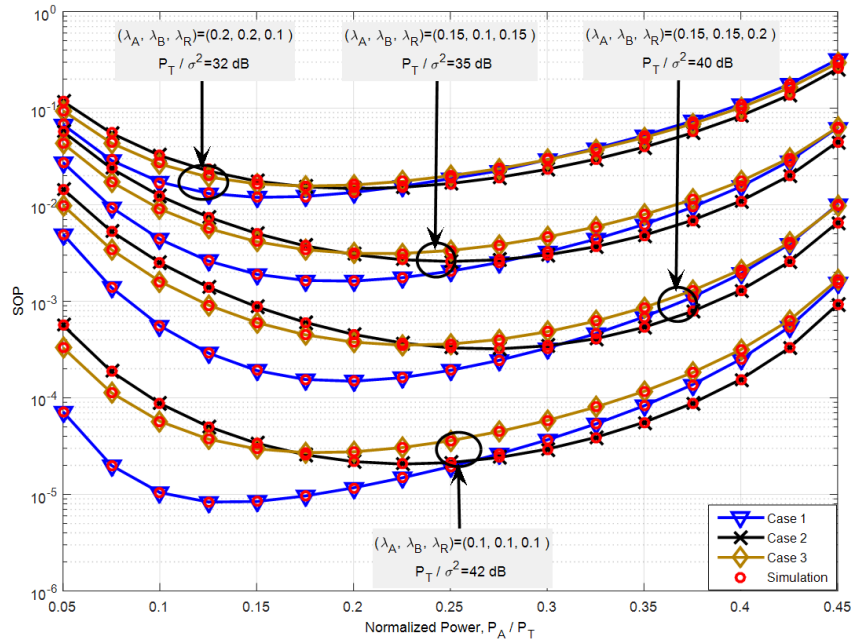 10^0
(λ_A, λ_B, λ_R)=(0.2, 0.2, 0.1 )
P_T / σ^2=32 dB
(λ_A, λ_B, λ_R)=(0.15, 0.1, 0.15)
P_T / σ^2=35 dB
(λ_A, λ_B, λ_R)=(0.15, 0.15, 0.2)
P_T / σ^2=40 dB
10^-1
10^-2
10^-3
10^-4
10^-5
10^-6
SOP
(λ_A, λ_B, λ_R)=(0.1, 0.1, 0.1 )
P_T / σ^2=42 dB
Case 1
Case 2
Case 3
Simulation
0.05 0.1 0.15 0.2 0.25 0.3 0.35 0.4 0.45
Normalized Power, P_A / P_T